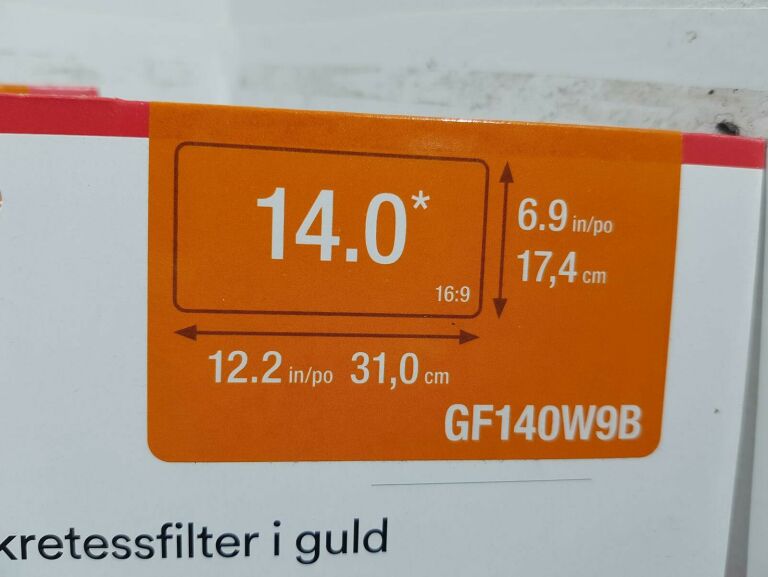 14.0*
16:9
6.9 in/po
17,4 cm
12.2 in/po 31,0 cm
GF140W9B
kretessfilter i guld